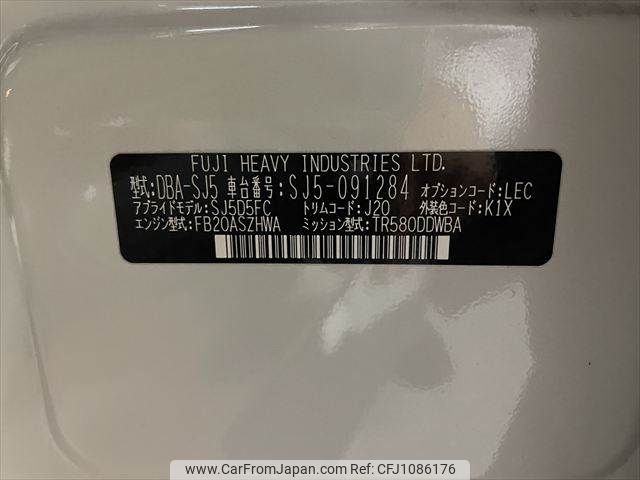 FUJI HEAVY INDUSTRIES LTD.
型式:DBA-SJ5 車台番号:SJ5-091284 オプションコード:LEC
アプライドモデル:SJ5D5FC トリムコード:J20 外装色コード:K1X
エンジン型式:FB20ASZHWA ミッション型式:TR580DDWBA
www.CarFromJapan.com - CFJ1086176